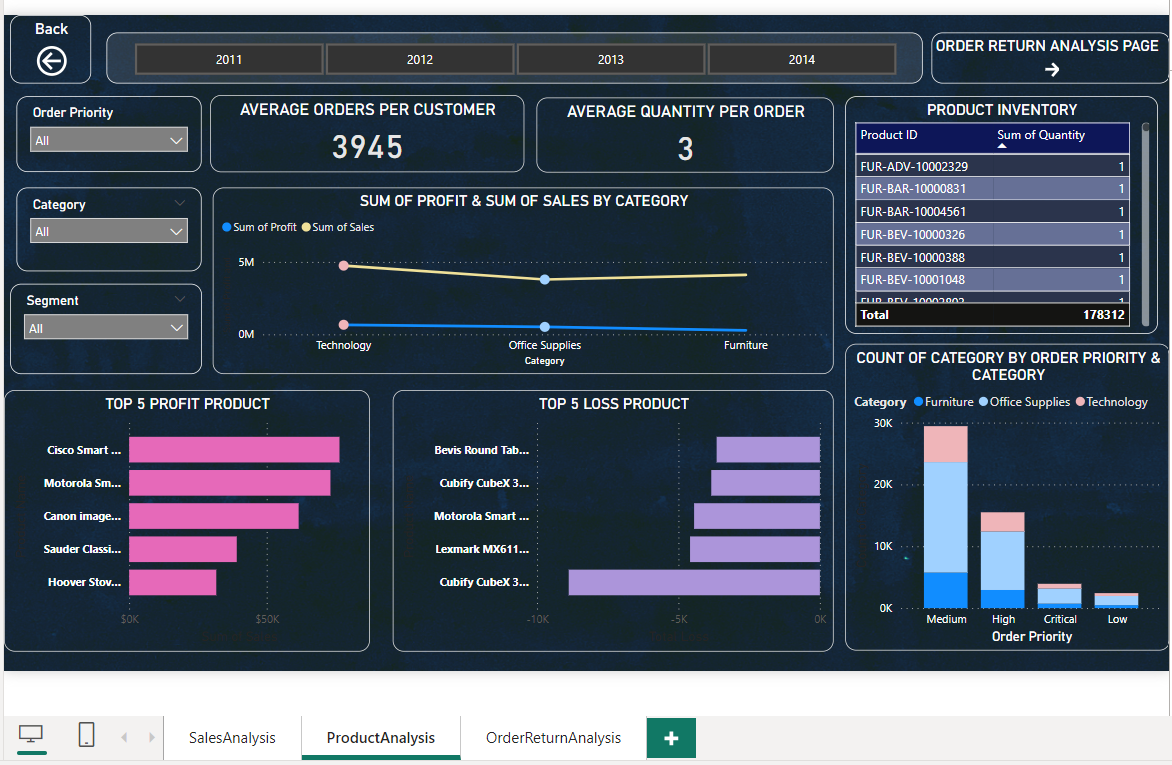 Back
2011
2012
2013
2014
ORDER RETURN ANALYSIS PAGE
Order Priority
All
AVERAGE ORDERS PER CUSTOMER
3945
AVERAGE QUANTITY PER ORDER
3
PRODUCT INVENTORY
Product ID Sum of Quantity
FUR-ADV-10002329 1
FUR-BAR-10000831 1
FUR-BAR-10004561 1
FUR-BEV-10000326 1
FUR-BEV-10000388 1
FUR-BEV-10001048 1
Total 178312
Category
All
Segment
All
SUM OF PROFIT & SUM OF SALES BY CATEGORY
Sum of Profit Sum of Sales
5M
0M
Technology Office Supplies Furniture
Category
COUNT OF CATEGORY BY ORDER PRIORITY &
CATEGORY
Category Furniture Office Supplies Technology
30K
20K
10K
0K
Medium High Critical Low
Order Priority
TOP 5 PROFIT PRODUCT
Cisco Smart ...
Motorola Sm...
Canon image...
Sauder Classi...
Hoover Stov...
$0K $50K
TOP 5 LOSS PRODUCT
Bevis Round Tab...
Cubify CubeX 3...
Motorola Smart ...
Lexmark MX611...
Cubify CubeX 3...
-10K -5K 0K
SalesAnalysis
ProductAnalysis
OrderReturnAnalysis